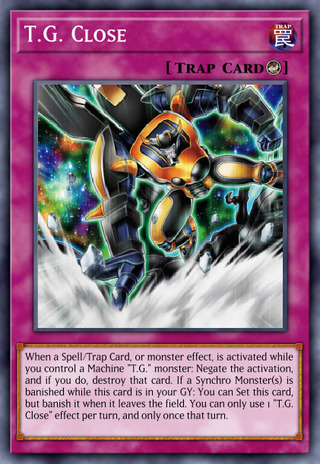 T.G. Close
TRAP
罠
[Trap Card]
When a Spell/Trap Card, or monster effect, is activated while
you control a Machine "T.G." monster: Negate the activation,
and if you do, destroy that card. If a Synchro Monster(s) is
banished while this card is in your GY: You can Set this card,
but banish it when it leaves the field. You can only use 1 "T.G.
Close" effect per turn, and only once that turn.